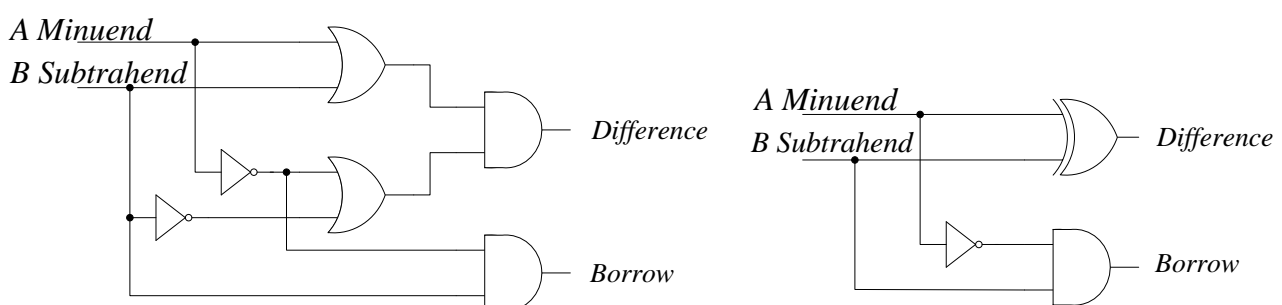 A Minuend
B Subtrahend
Difference
Borrow
A Minuend
B Subtrahend
Difference
Borrow